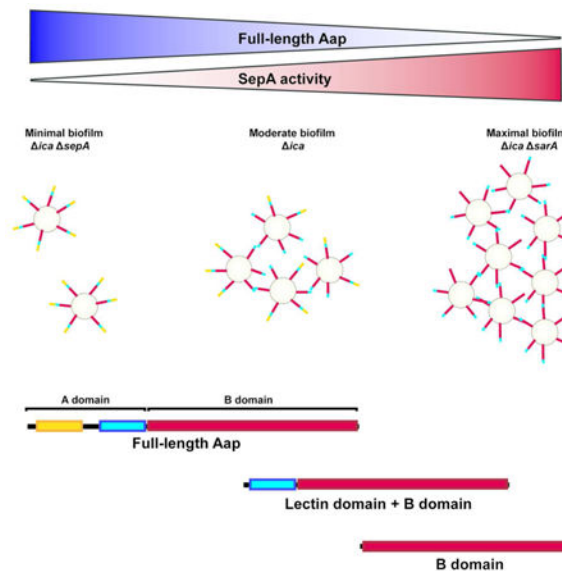 Full-length Aap
SepA activity
Minimal biofilm
Δica ΔsepA
Moderate biofilm
Δica
Maximal biofilm
Δica ΔsarA
A domain
B domain
Full-length Aap
Lectin domain + B domain
B domain